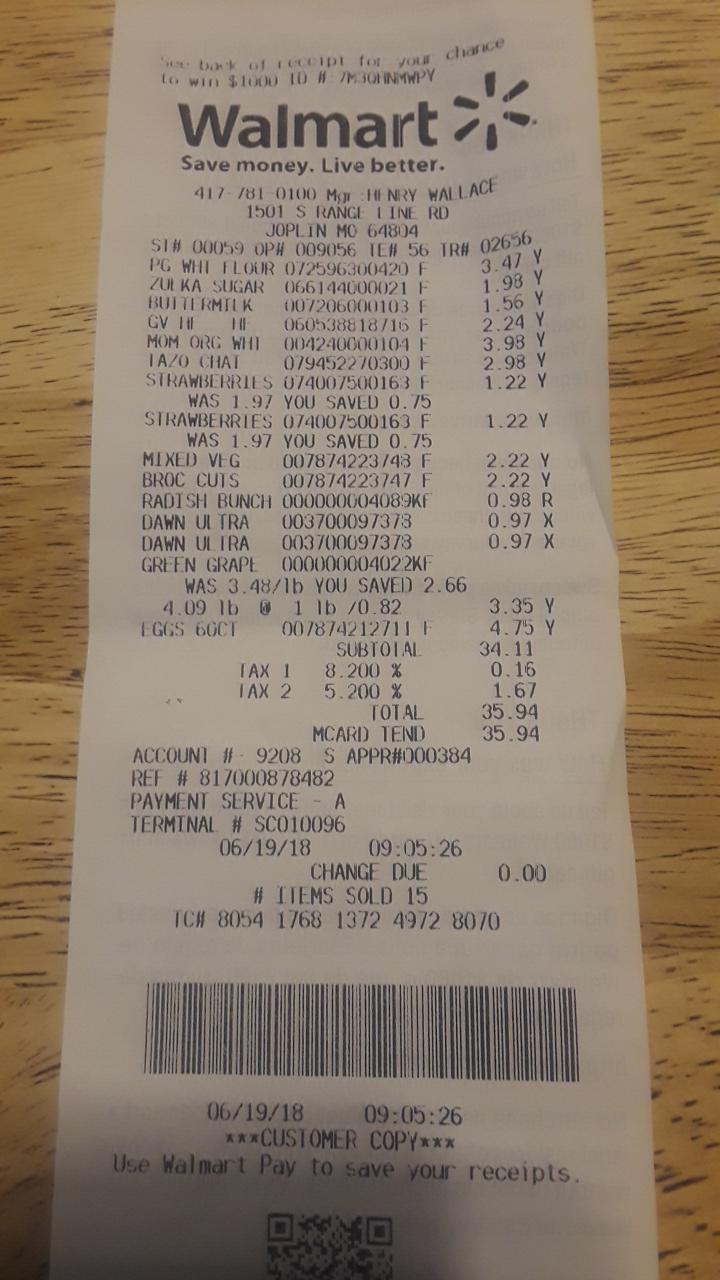 See back of receipt for your chance
to win $1000 ID #: 7M3QHNMWPY
Walmart
Save money. Live better.
417-781-0100 Mgr:HENRY WALLACE
1501 S RANGE LINE RD
JOPLIN MO 64804
ST# 00059 OP# 009056 TE# 56 TR# 02656
PG WHT FLOUR 072596300420 F 3.47 Y
ZULKA SUGAR 066144000021 F 1.98 Y
BUTTERMILK 007206000103 F 1.56 Y
GV HF HF 060538818716 F 2.24 Y
MOM ORG WHT 004240000104 F 3.98 Y
TAZO CHAT 079452270300 F 2.98 Y
STRAWBERRIES 074007500163 F 1.22 Y
WAS 1.97 YOU SAVED 0.75
STRAWBERRIES 074007500163 F 1.22 Y
WAS 1.97 YOU SAVED 0.75
MIXED VEG 007874223748 F 2.22 Y
BROC CUTS 007874223747 F 2.22 Y
RADISH BUNCH 000000004089KF 0.98 R
DAWN ULTRA 003700097378 0.97 X
DAWN ULTRA 003700097378 0.97 X
GREEN GRAPE 000000004022KF
WAS 3.48/lb YOU SAVED 2.66
4.09 lb @ 1 lb /0.82 3.35 Y
EGGS 60CT 007874212711 F 4.75 Y
SUBTOTAL 34.11
TAX 1 8.200 % 0.16
TAX 2 5.200 % 1.67
TOTAL 35.94
MCARD TEND 35.94
ACCOUNT # - 9208 S APPR#000384
REF # 817000878482
PAYMENT SERVICE - A
TERMINAL # SC010096
06/19/18 09:05:26
CHANGE DUE 0.00
# ITEMS SOLD 15
TC# 8054 1768 1372 4972 8070
06/19/18 09:05:26
***CUSTOMER COPY***
Use Walmart Pay to save your receipts.